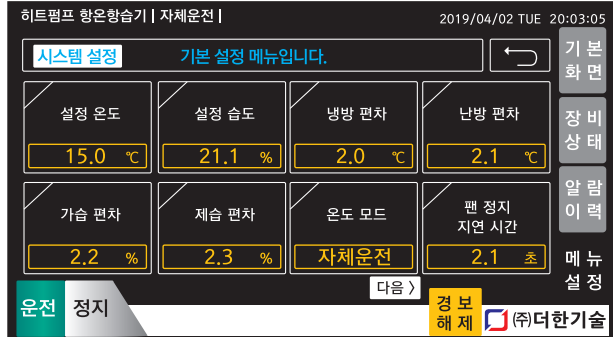 히트펌프 항온항습기 | 자체운전 |
2019/04/02 TUE 20:03:05
시스템 설정
기본 설정 메뉴입니다.
기 본
화 면
설정 온도
설정 습도
냉방 편차
난방 편차
15.0 ℃
21.1 %
2.0 ℃
2.1 ℃
장 비
상 태
가습 편차
제습 편차
온도 모드
팬 정지
지연 시간
2.2 %
2.3 %
자체운전
2.1 초
알 람
이 력
메 뉴
설 정
다음 〉
운전
정지
경 보
해 제
㈜더한기술